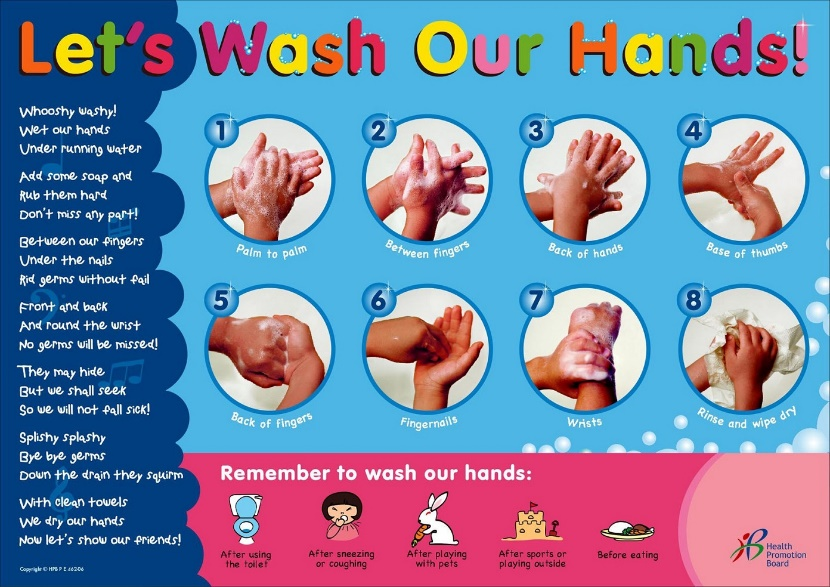 Let's Wash Our Hands!
Whooshy washy!
Wet our hands
Under running water
Add some soap and
Rub them hard
Don't miss any part!
Between our fingers
Under the nails
Rid germs without fail
Front and back
And round the wrist
No germs will be missed!
They may hide
But we shall seek
So we will not fall sick!
Splishy splashy
Bye bye germs
Down the drain they squirm
With clean towels
We dry our hands
Now let's show our friends!
1
Palm to palm
2
Between fingers
3
Back of hands
4
Base of thumbs
5
Back of fingers
6
Fingernails
7
Wrists
8
Rinse and wipe dry
Remember to wash our hands:
After using
the toilet
After sneezing
or coughing
After playing
with pets
After sports or
playing outside
Before eating
Health
Promotion
Board